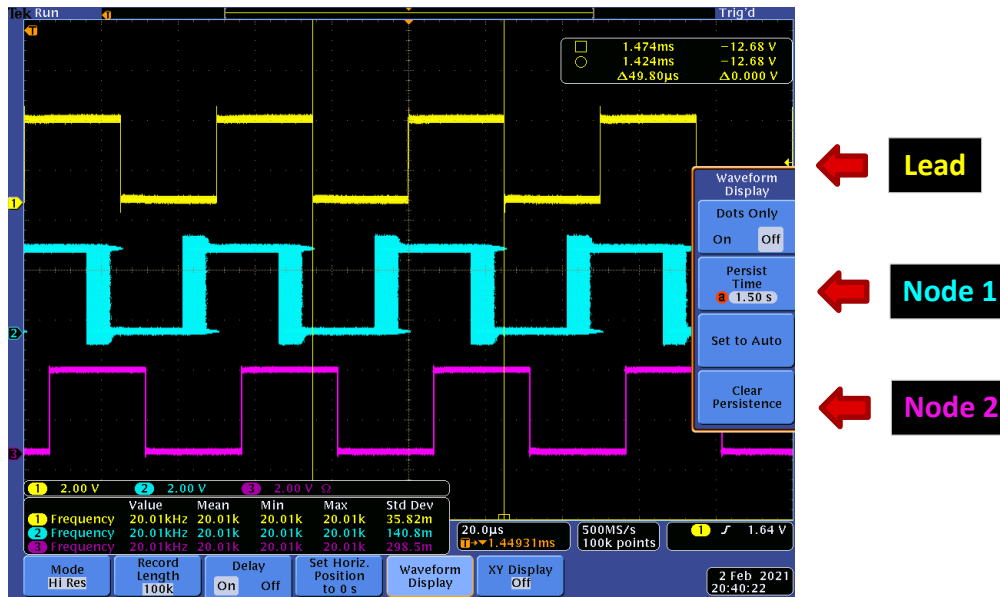 Tek Run
Trig'd
T
T
1.474ms
−12.68 V
1.424ms
−12.68 V
Δ49.80µs
Δ0.000 V
1
2
3
Waveform
Display
Dots Only
On
Off
Persist
Time
a 1.50 s
Set to Auto
Clear
Persistence
Lead
Node 1
Node 2
1 2.00 V
2 2.00 V
3 2.00 V Ω
Value Mean Min Max Std Dev
1 Frequency 20.01kHz 20.01k 20.01k 20.01k 35.82m
2 Frequency 20.01kHz 20.01k 20.01k 20.01k 140.8m
3 Frequency 20.01kHz 20.01k 20.01k 20.01k 298.5m
20.0µs
T→▼1.44931ms
500MS/s
100k points
1 1.64 V
Mode
Hi Res
Record
Length
100k
Delay
On
Off
Set Horiz.
Position
to 0 s
Waveform
Display
XY Display
Off
2 Feb 2021
20:40:22